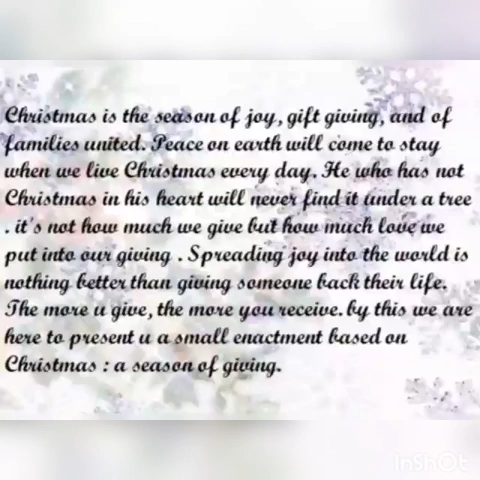 Christmas is the season of joy, gift giving, and of
families united. Peace on earth will come to stay
when we live Christmas every day. He who has not
Christmas in his heart will never find it under a tree
. it's not how much we give but how much love we
put into our giving . Spreading joy into the world is
nothing better than giving someone back their life.
The more u give, the more you receive. by this we are
here to present u a small enactment based on
Christmas : a season of giving.
InShOt